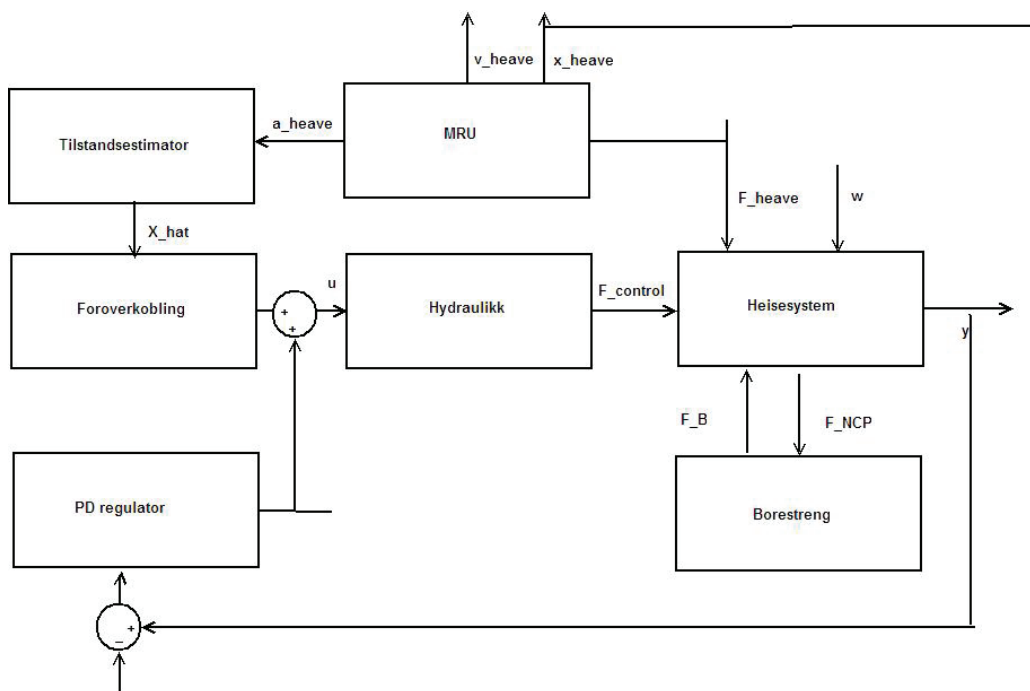 v_heave
x_heave
a_heave
MRU
Tilstandsestimator
F_heave
w
X_hat
u
F_control
Foroverkobling
+
+
Hydraulikk
Heisesystem
y
F_B
F_NCP
PD regulator
Borestreng
+
–